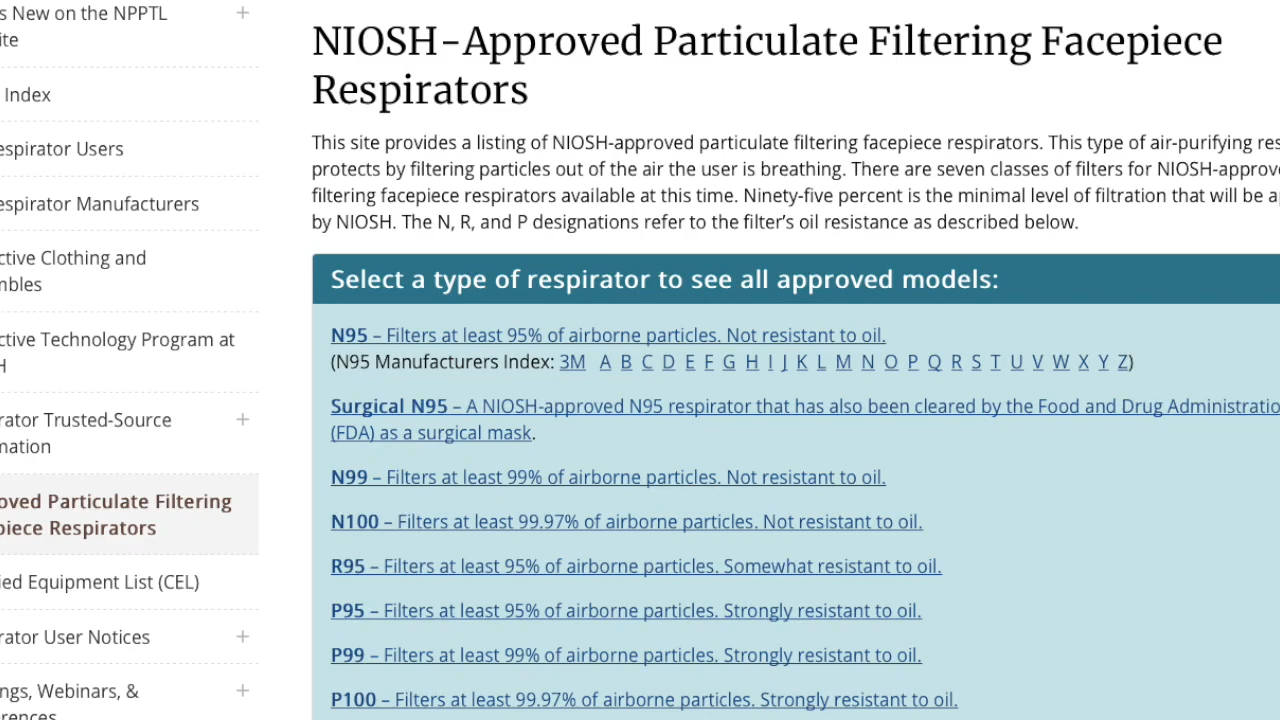 s New on the NPPTL
ite
Index
espirator Users
espirator Manufacturers
ctive Clothing and
mbles
ctive Technology Program at
H
rator Trusted-Source
mation
oved Particulate Filtering
piece Respirators
ied Equipment List (CEL)
rator User Notices
ngs, Webinars, &
rences
NIOSH-Approved Particulate Filtering Facepiece
Respirators
This site provides a listing of NIOSH-approved particulate filtering facepiece respirators. This type of air-purifying res
protects by filtering particles out of the air the user is breathing. There are seven classes of filters for NIOSH-approve
filtering facepiece respirators available at this time. Ninety-five percent is the minimal level of filtration that will be ap
by NIOSH. The N, R, and P designations refer to the filter’s oil resistance as described below.
Select a type of respirator to see all approved models:
N95 – Filters at least 95% of airborne particles. Not resistant to oil.
(N95 Manufacturers Index: 3M A B C D E F G H I J K L M N O P Q R S T U V W X Y Z)
Surgical N95 – A NIOSH-approved N95 respirator that has also been cleared by the Food and Drug Administratio
(FDA) as a surgical mask.
N99 – Filters at least 99% of airborne particles. Not resistant to oil.
N100 – Filters at least 99.97% of airborne particles. Not resistant to oil.
R95 – Filters at least 95% of airborne particles. Somewhat resistant to oil.
P95 – Filters at least 95% of airborne particles. Strongly resistant to oil.
P99 – Filters at least 99% of airborne particles. Strongly resistant to oil.
P100 – Filters at least 99.97% of airborne particles. Strongly resistant to oil.